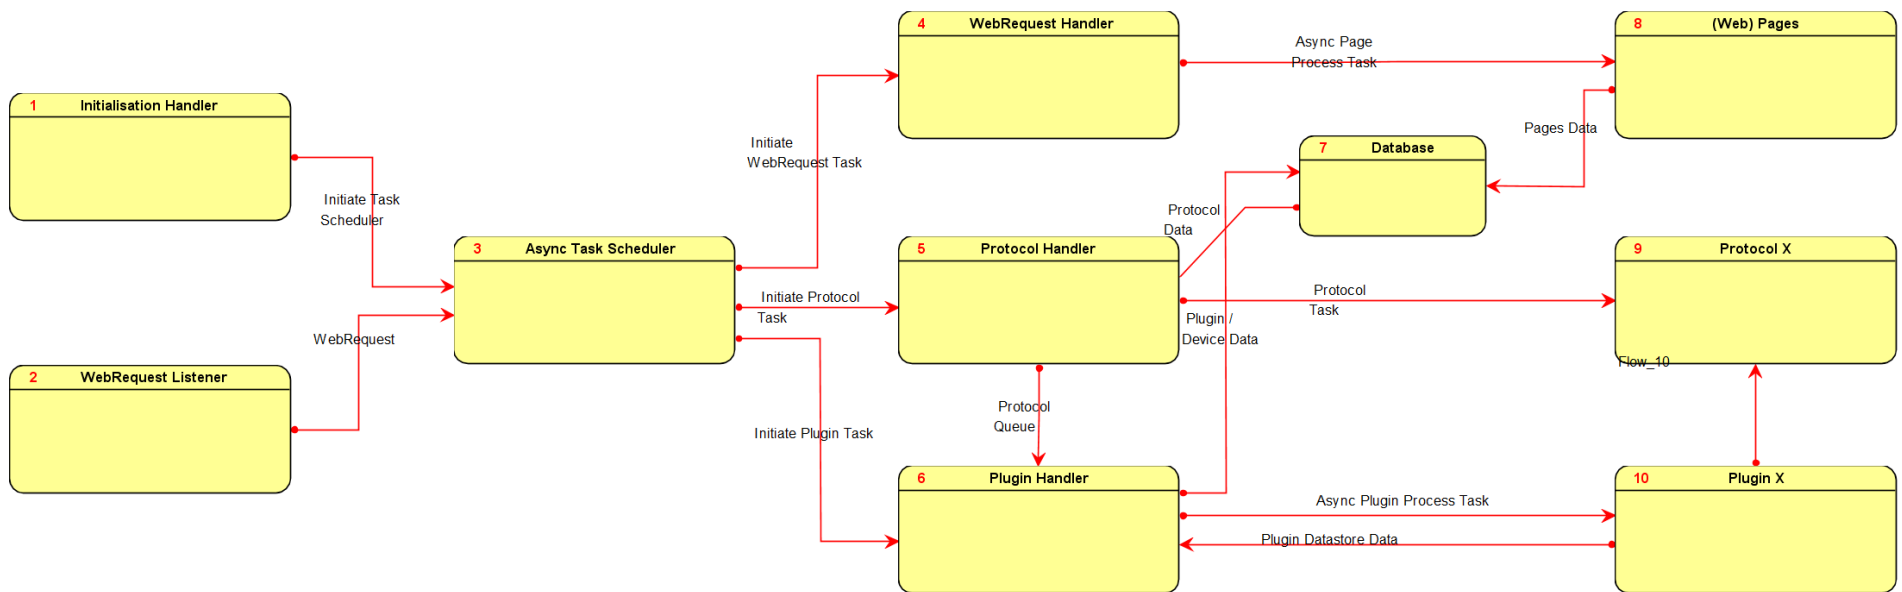 1 Initialisation Handler
Initiate Task
Scheduler
2 WebRequest Listener
WebRequest
3 Async Task Scheduler
Initiate
WebRequest Task
Initiate Protocol
Task
Initiate Plugin Task
4 WebRequest Handler
Async Page
Process Task
5 Protocol Handler
Protocol
Data
Protocol
Task
Plugin /
Device Data
Protocol
Queue
6 Plugin Handler
Async Plugin Process Task
Plugin Datastore Data
7 Database
8 (Web) Pages
Pages Data
9 Protocol X
Flow_10
10 Plugin X